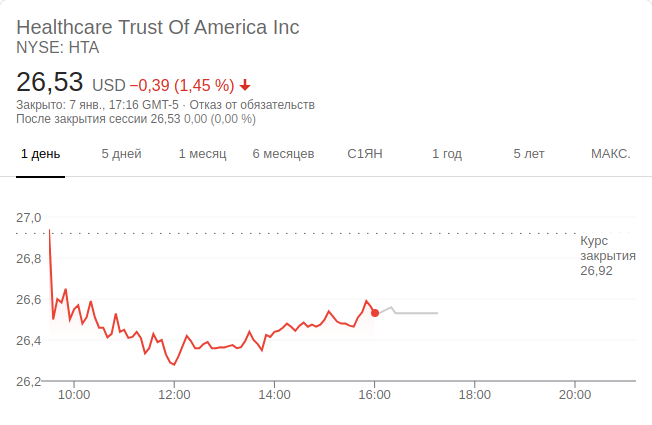 Healthcare Trust Of America Inc
NYSE: HTA
26,53 USD −0,39 (1,45 %)
Закрыто: 7 янв., 17:16 GMT-5 · Отказ от обязательств
После закрытия сессии 26,53 0,00 (0,00 %)
1 день 5 дней 1 месяц 6 месяцев С1ЯН 1 год 5 лет МАКС.
27,0
Курс
закрытия
26,92
26,8
26,6
26,4
26,2
10:00 12:00 14:00 16:00 18:00 20:00